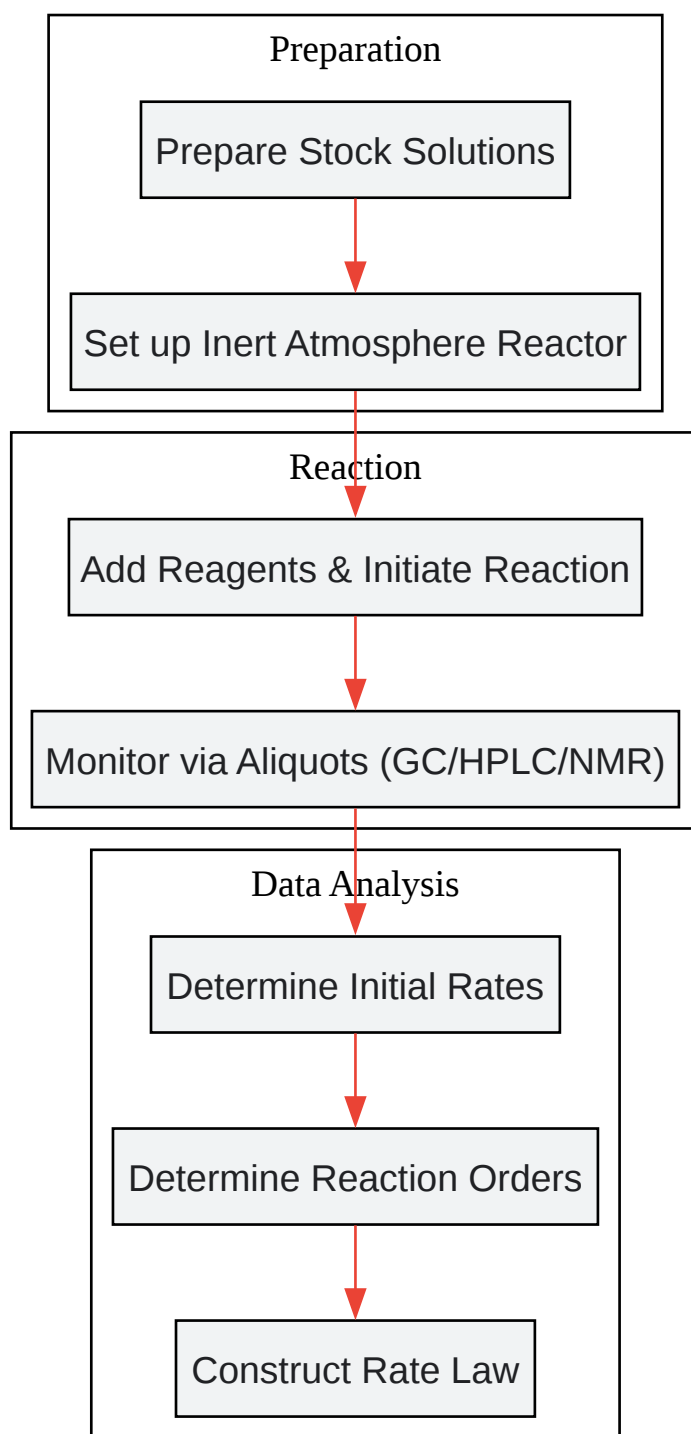 Preparation
Prepare Stock Solutions
Set up Inert Atmosphere Reactor
Reaction
Add Reagents & Initiate Reaction
Monitor via Aliquots (GC/HPLC/NMR)
Data Analysis
Determine Initial Rates
Determine Reaction Orders
Construct Rate Law